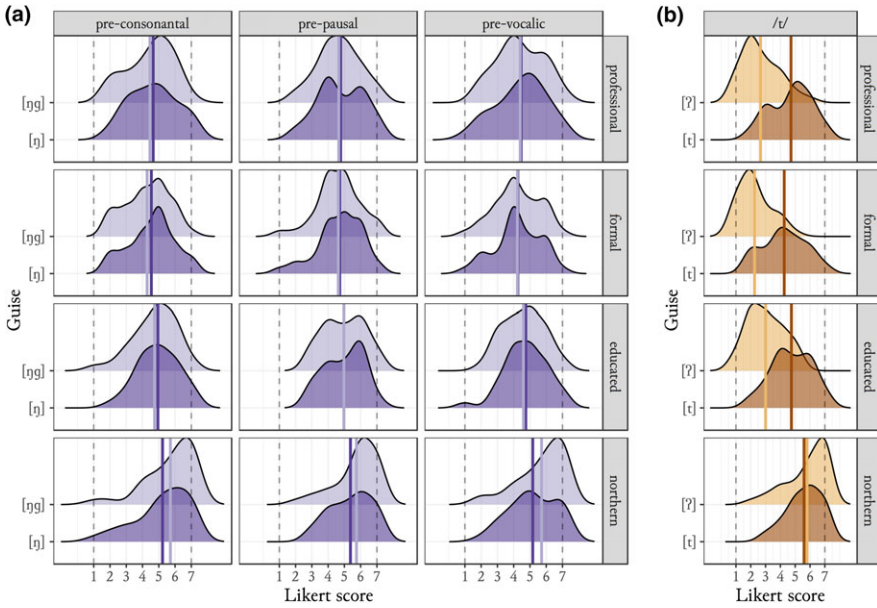 (a)
pre-consonantal pre-pausal pre-vocalic
[ŋg]
[ŋ]
professional
[ŋg]
[ŋ]
formal
[ŋg]
[ŋ]
educated
[ŋg]
[ŋ]
northern
Guise
1 2 3 4 5 6 7 1 2 3 4 5 6 7 1 2 3 4 5 6 7
Likert score
(b)
/t/
[ʔ]
[t]
professional
[ʔ]
[t]
formal
[ʔ]
[t]
educated
[ʔ]
[t]
northern
Guise
1 2 3 4 5 6 7
Likert score